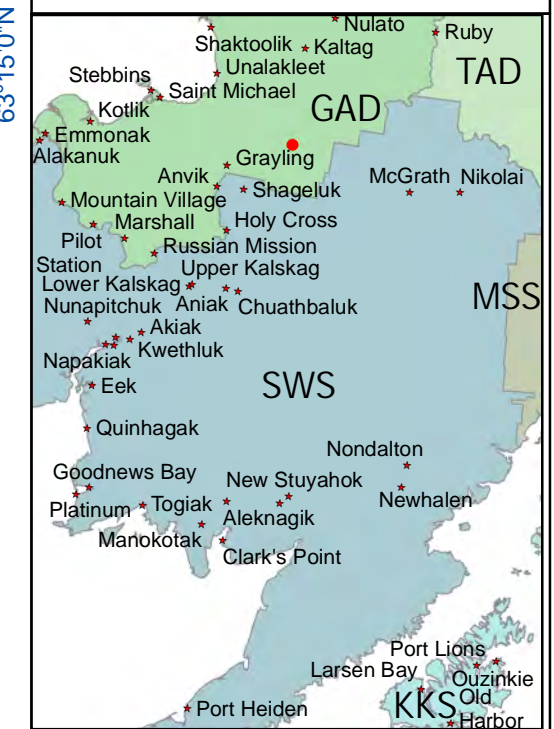 63°15'0"N
Nulato
Ruby
Shaktoolik
Kaltag
Unalakleet
TAD
Stebbins
Saint Michael
GAD
Kotlik
Emmonak
Alakanuk
Grayling
Anvik
McGrath
Nikolai
Shageluk
Mountain Village
Marshall
Holy Cross
Pilot
Station
Russian Mission
Upper Kalskag
Lower Kalskag
MSS
Nunapitchuk
Aniak
Chuathbaluk
Akiak
Kwethluk
Napakiak
Eek
SWS
Quinhagak
Nondalton
Goodnews Bay
New Stuyahok
Newhalen
Platinum
Togiak
Aleknagik
Manokotak
Clark's Point
Port Lions
Larsen Bay
Ouzinkie
KKS
Old
Harbor
Port Heiden